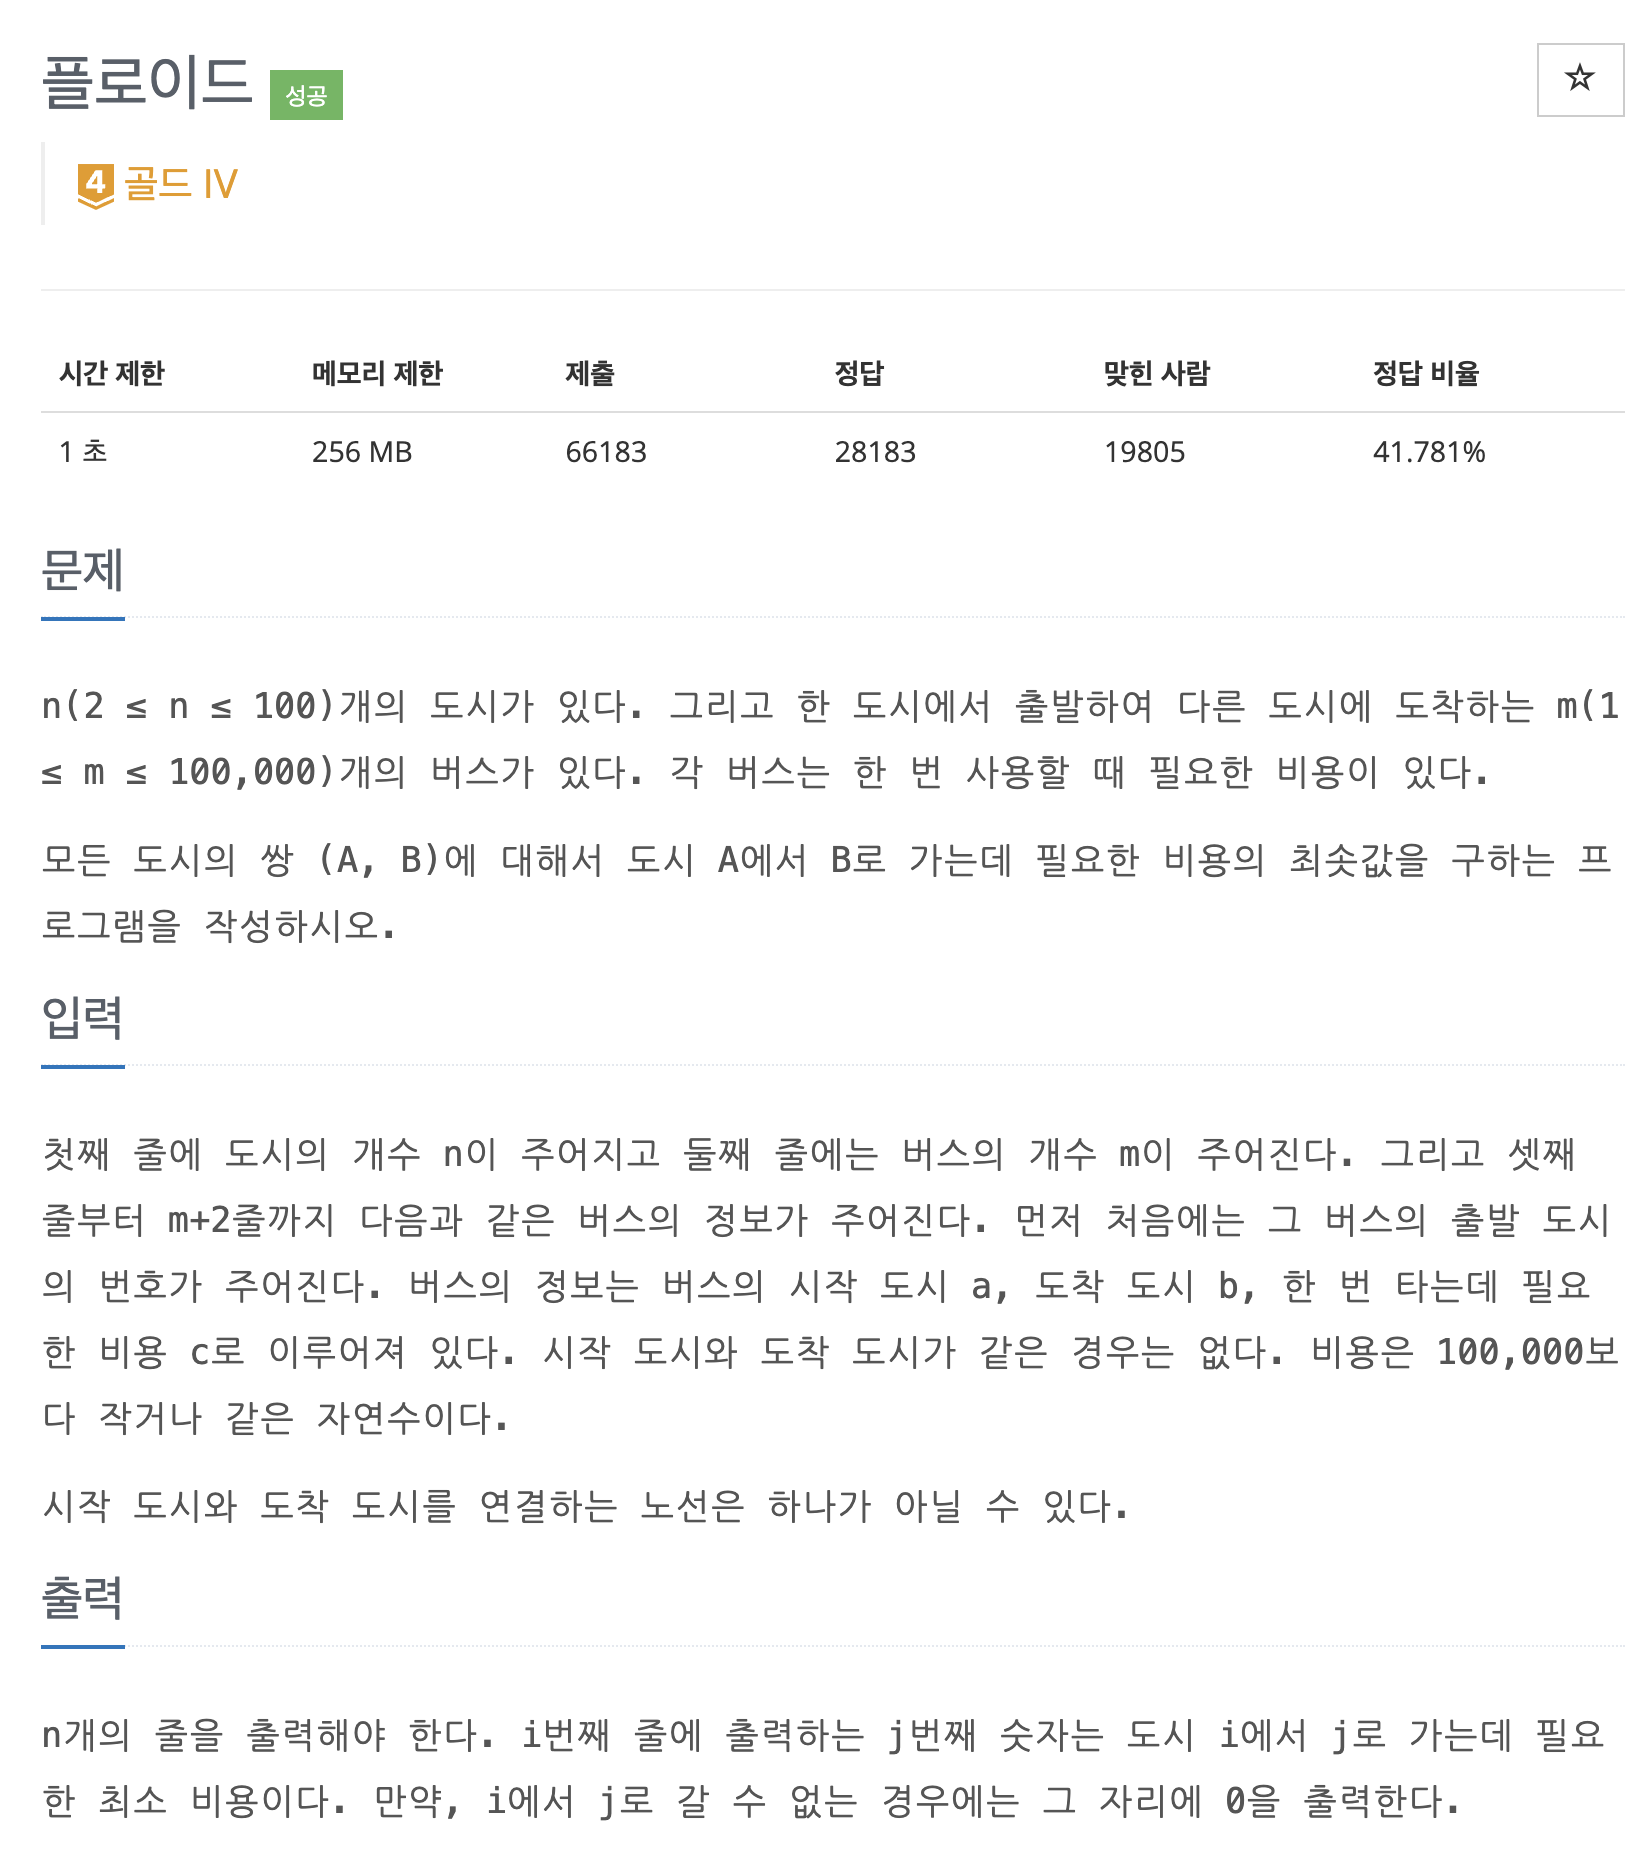 플로이드 성공
4 골드 IV
시간 제한 메모리 제한 제출 정답 맞힌 사람 정답 비율
1 초 256 MB 66183 28183 19805 41.781%
문제
n(2 ≤ n ≤ 100)개의 도시가 있다. 그리고 한 도시에서 출발하여 다른 도시에 도착하는 m(1
≤ m ≤ 100,000)개의 버스가 있다. 각 버스는 한 번 사용할 때 필요한 비용이 있다.
모든 도시의 쌍 (A, B)에 대해서 도시 A에서 B로 가는데 필요한 비용의 최솟값을 구하는 프
로그램을 작성하시오.
입력
첫째 줄에 도시의 개수 n이 주어지고 둘째 줄에는 버스의 개수 m이 주어진다. 그리고 셋째
줄부터 m+2줄까지 다음과 같은 버스의 정보가 주어진다. 먼저 처음에는 그 버스의 출발 도시
의 번호가 주어진다. 버스의 정보는 버스의 시작 도시 a, 도착 도시 b, 한 번 타는데 필요
한 비용 c로 이루어져 있다. 시작 도시와 도착 도시가 같은 경우는 없다. 비용은 100,000보
다 작거나 같은 자연수이다.
시작 도시와 도착 도시를 연결하는 노선은 하나가 아닐 수 있다.
출력
n개의 줄을 출력해야 한다. i번째 줄에 출력하는 j번째 숫자는 도시 i에서 j로 가는데 필요
한 최소 비용이다. 만약, i에서 j로 갈 수 없는 경우에는 그 자리에 0을 출력한다.